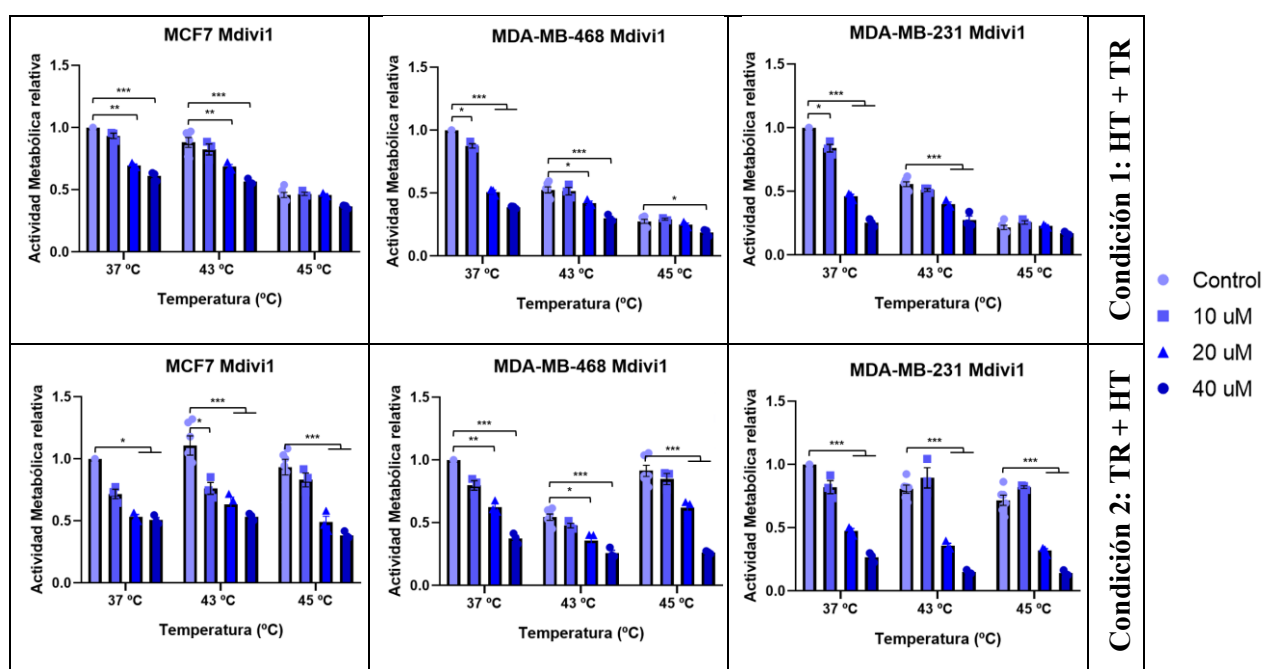 MCF7 Mdivi1
Actividad Metabólica relativa
1.5
1.0
0.5
0.0
***
**
***
**
37 ºC
43 ºC
45 ºC
Temperatura (ºC)
MDA-MB-468 Mdivi1
Actividad Metabólica relativa
1.5
1.0
0.5
0.0
***
*
***
*
*
37 ºC
43 ºC
45 ºC
Temperatura (ºC)
MDA-MB-231 Mdivi1
Actividad Metabólica relativa
1.5
1.0
0.5
0.0
***
*
***
37 ºC
43 ºC
45 ºC
Temperatura (ºC)
Condición 1: HT + TR
MCF7 Mdivi1
Actividad Metabólica relativa
1.5
1.0
0.5
0.0
*
***
*
***
37 ºC
43 ºC
45 ºC
Temperatura (ºC)
MDA-MB-468 Mdivi1
Actividad Metabólica relativa
1.5
1.0
0.5
0.0
***
**
***
*
***
37 ºC
43 ºC
45 ºC
Temperatura (ºC)
MDA-MB-231 Mdivi1
Actividad Metabólica relativa
1.5
1.0
0.5
0.0
***
***
***
37 ºC
43 ºC
45 ºC
Temperatura (ºC)
Condición 2: TR + HT
Control
10 uM
20 uM
40 uM